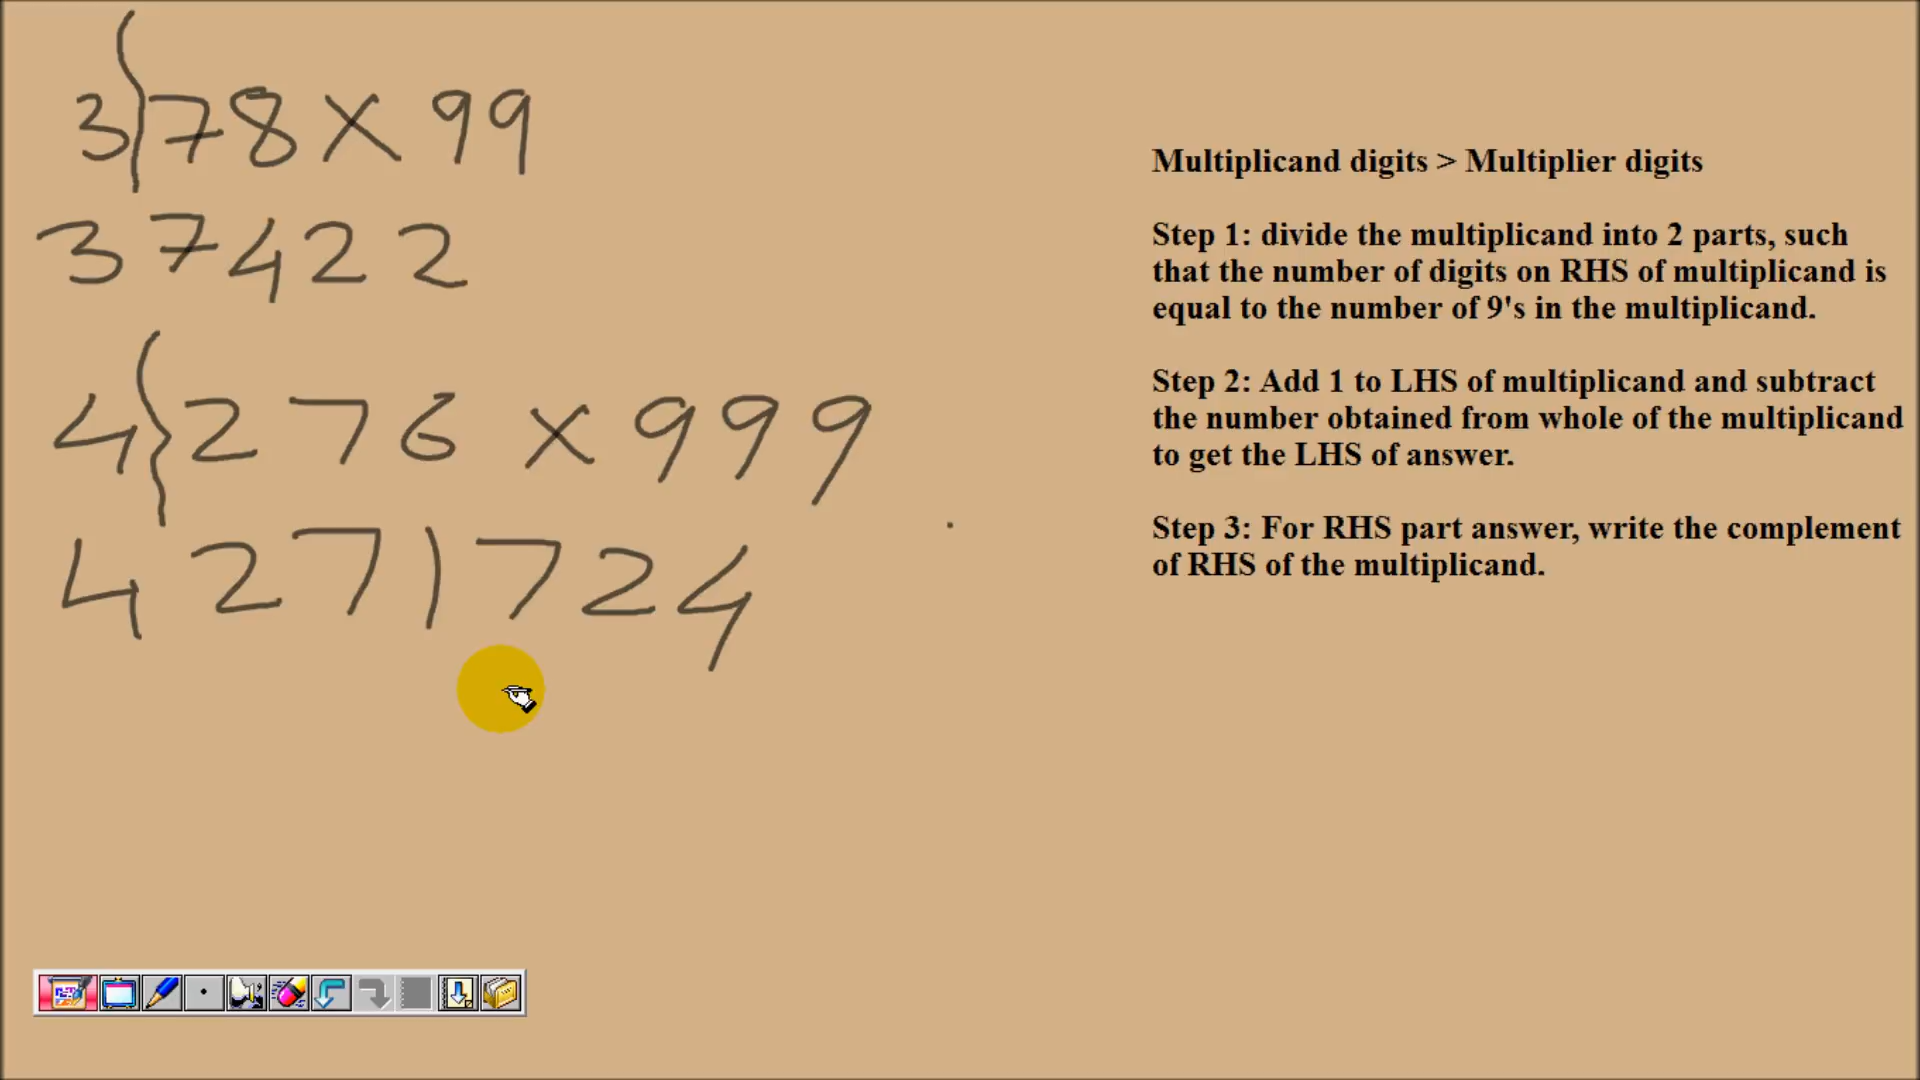 3 78 × 99
37422
4 276 × 999
4271724
Multiplicand digits > Multiplier digits
Step 1: divide the multiplicand into 2 parts, such
that the number of digits on RHS of multiplicand is
equal to the number of 9's in the multiplicand.
Step 2: Add 1 to LHS of multiplicand and subtract
the number obtained from whole of the multiplicand
to get the LHS of answer.
Step 3: For RHS part answer, write the complement
of RHS of the multiplicand.